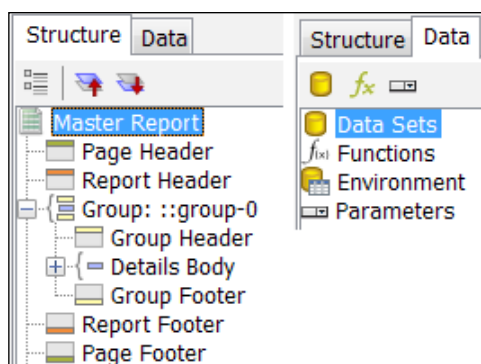 Structure Data
Master Report
Page Header
Report Header
Group: ::group-0
Group Header
Details Body
Group Footer
Report Footer
Page Footer
Structure Data
fx
Data Sets
f(x) Functions
Environment
Parameters